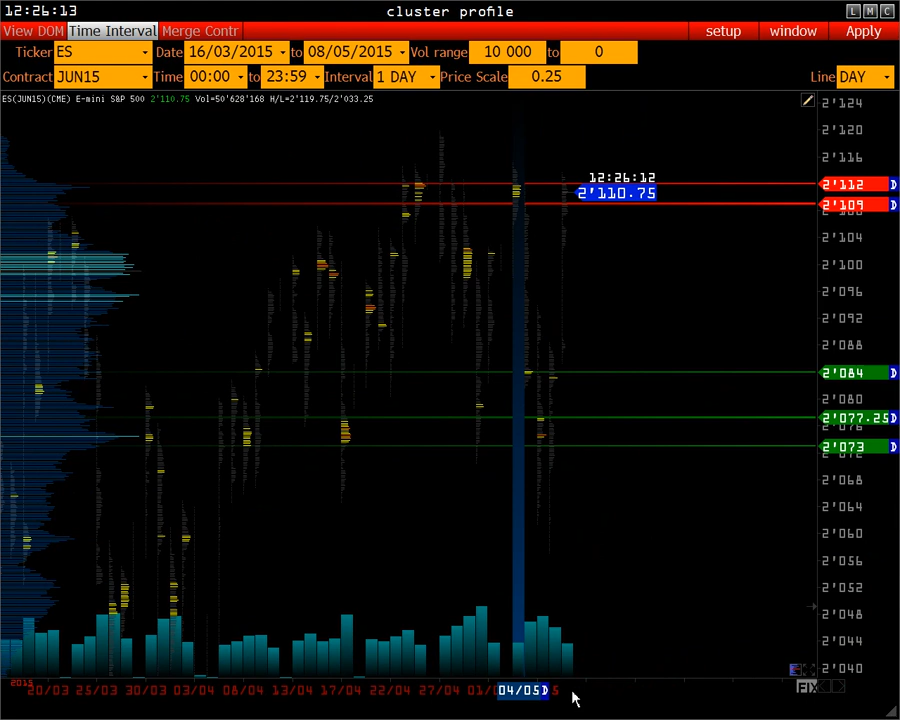 12:26:13 cluster profile L M C
View DOM Time Interval Merge Contr setup window Apply
Ticker ES Date 16/03/2015 to 08/05/2015 Vol range 10 000 to 0
Contract JUN15 Time 00:00 to 23:59 Interval 1 DAY Price Scale 0.25 Line DAY
ES(JUN15)(CME) E-mini S&P 500 2'110.75 Vol=50'628'168 H/L=2'119.75/2'033.25
2'124
2'120
2'116
12:26:12
2'112 D
2'110.75
2'109 D
2'104
2'100
2'096
2'092
2'088
2'084 D
2'080
2'077.25 D
2'073 D
2'068
2'064
2'060
2'056
2'052
2'048
2'044
2'040
2015
20/03 25/03 30/03 03/04 08/04 13/04 17/04 22/04 27/04 01/ 04/05 D 5
FIX